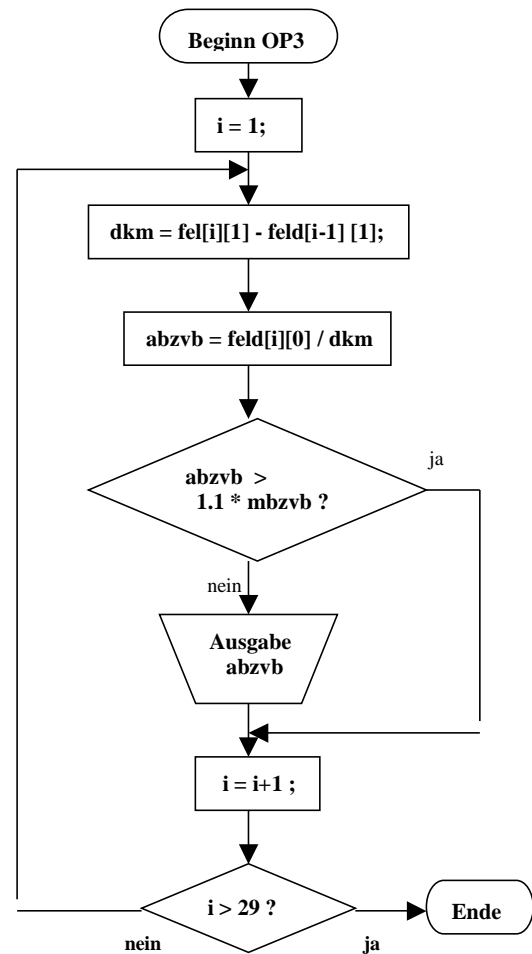 Beginn OP3
i = 1;
dkm = fel[i][1] - feld[i-1] [1];
abzvb = feld[i][0] / dkm
abzvb >
1.1 * mbzvb ?
ja
nein
Ausgabe
abzvb
i = i+1 ;
i > 29 ?
nein
ja
Ende